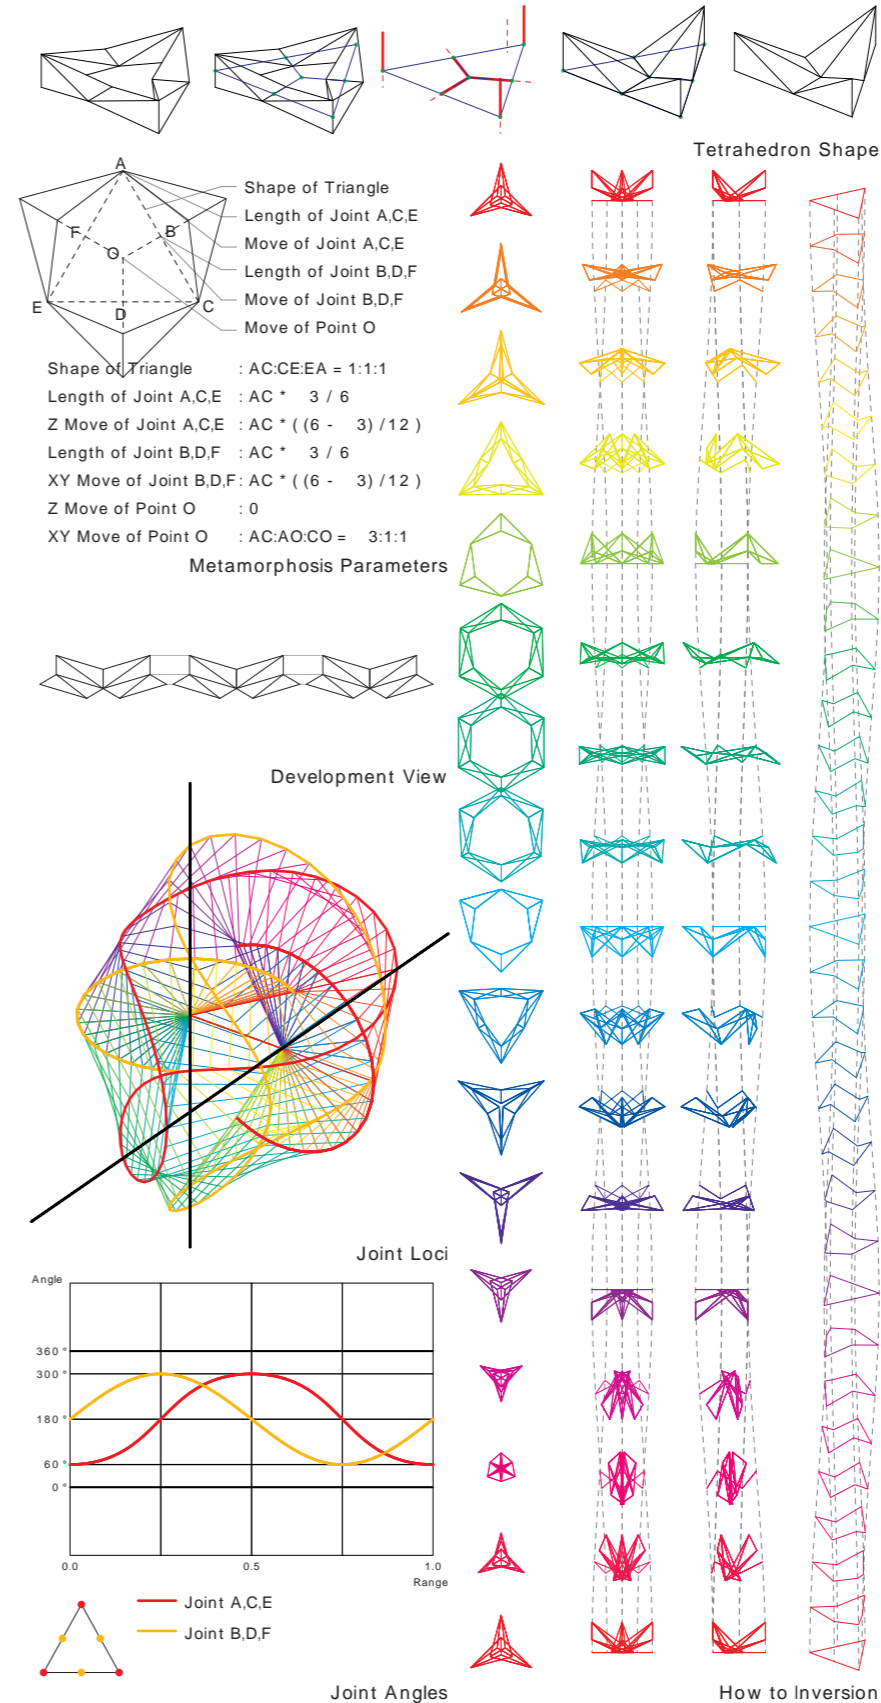 Tetrahedron Shape
A
F
B
O
E
D
C
Shape of Triangle
Length of Joint A,C,E
Move of Joint A,C,E
Length of Joint B,D,F
Move of Joint B,D,F
Move of Point O
Shape of Triangle : AC:CE:EA = 1:1:1
Length of Joint A,C,E : AC * 3 / 6
Z Move of Joint A,C,E : AC * ( (6 - 3) /12 )
Length of Joint B,D,F : AC * 3 / 6
XY Move of Joint B,D,F : AC * ( (6 - 3) /12 )
Z Move of Point O : 0
XY Move of Point O : AC:AO:CO = 3:1:1
Metamorphosis Parameters
Development View
Joint Loci
Angle
360 °
300 °
180 °
60 °
0 °
0.0 0.5 1.0
Range
Joint A,C,E
Joint B,D,F
Joint Angles
How to Inversion